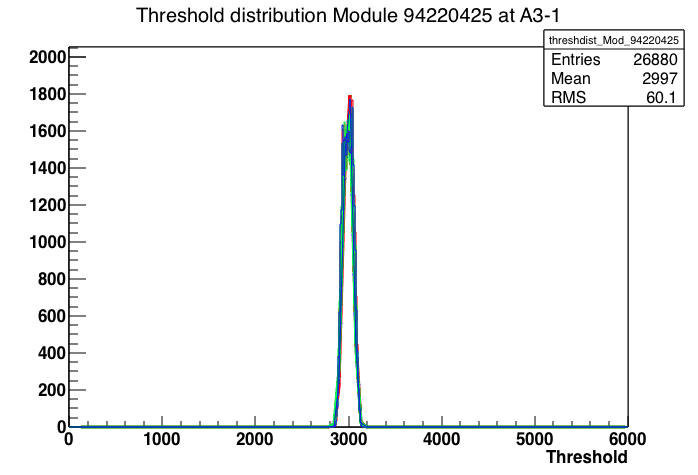 Threshold distribution Module 94220425 at A3-1
threshdist_Mod_94220425
Entries 26880
Mean 2997
RMS 60.1
2000
1800
1600
1400
1200
1000
800
600
400
200
0
0 1000 2000 3000 4000 5000 6000
Threshold